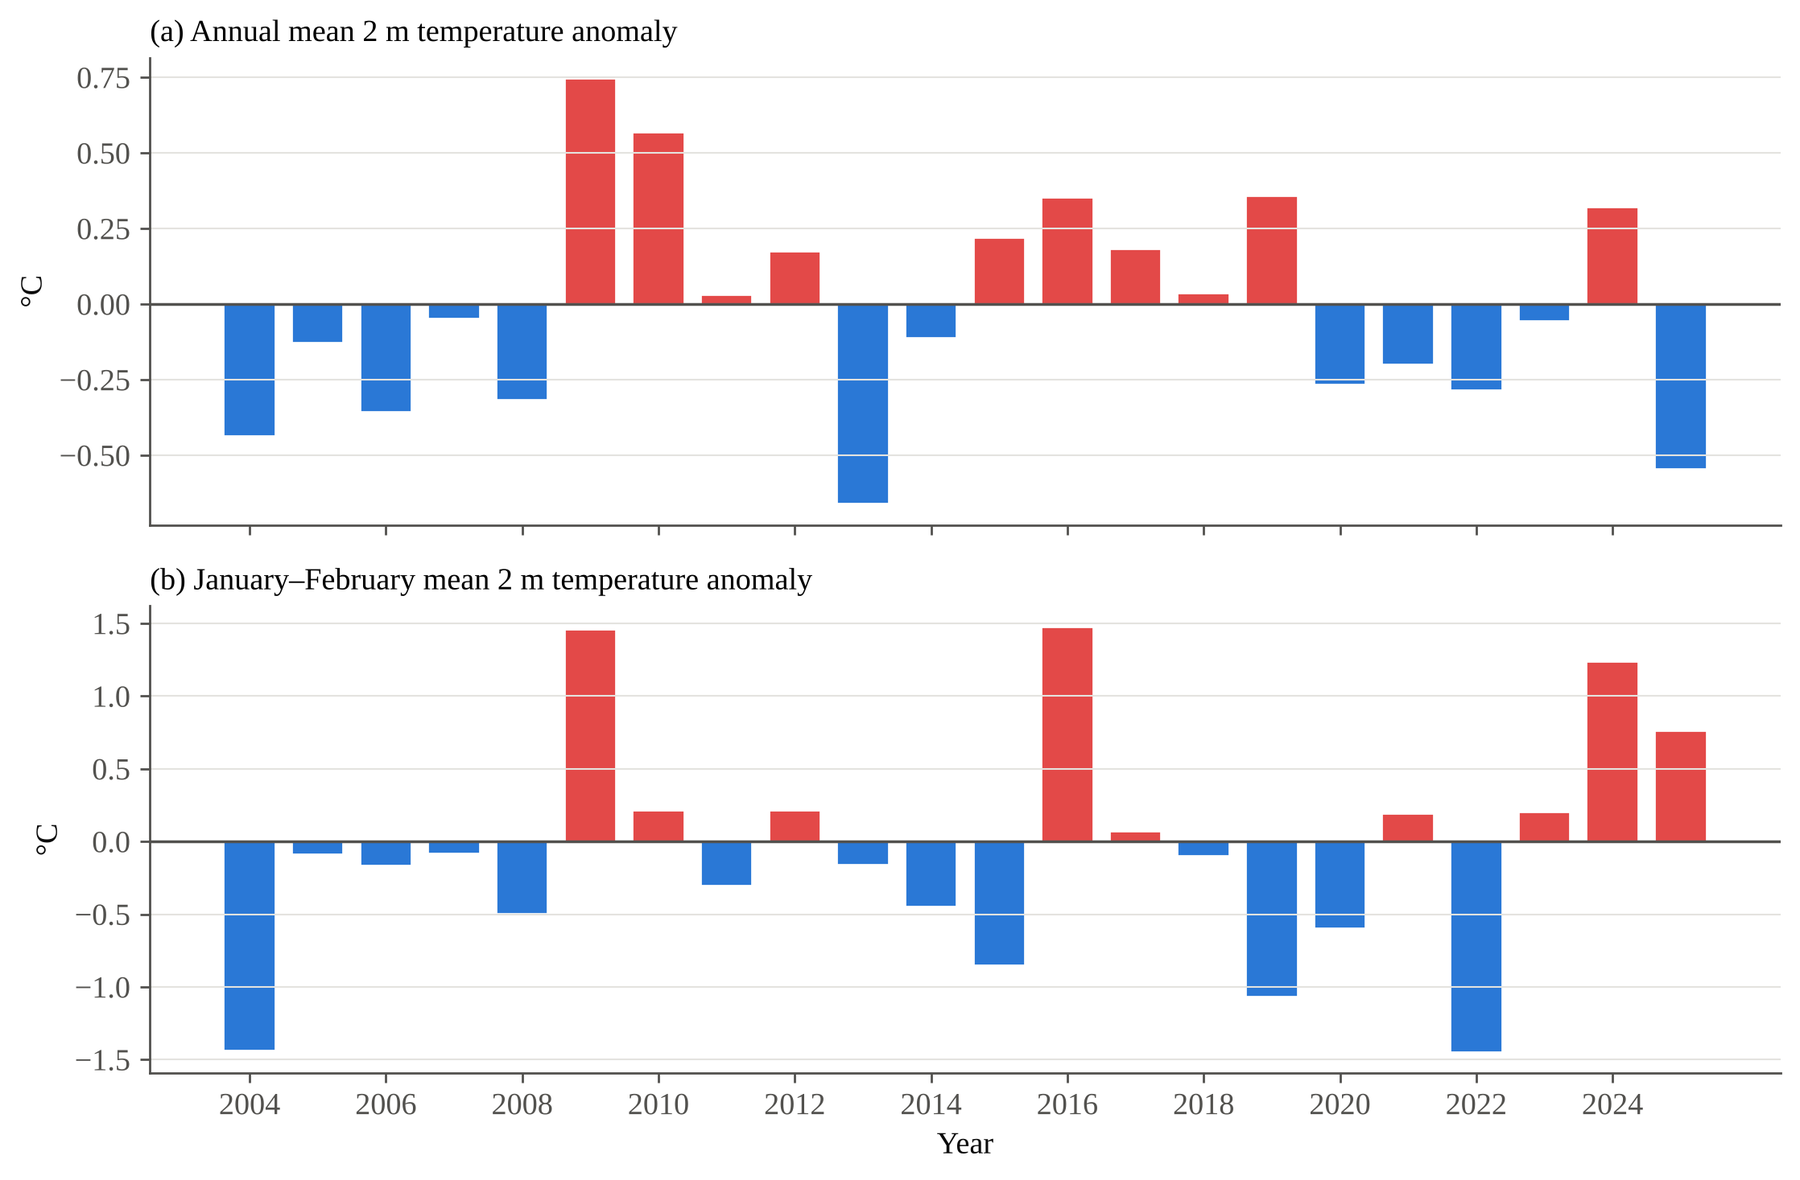 (a) Annual mean 2 m temperature anomaly
0.75
0.50
0.25
0.00
−0.25
−0.50
°C
(b) January–February mean 2 m temperature anomaly
1.5
1.0
0.5
0.0
−0.5
−1.0
−1.5
°C
2004 2006 2008 2010 2012 2014 2016 2018 2020 2022 2024
Year